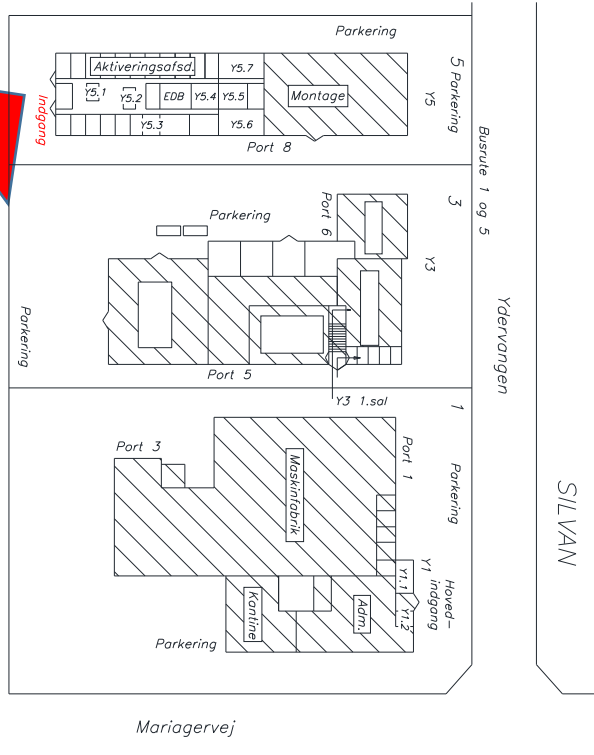 Parkering
Aktiveringsafsd.
Y5.7
Y5.1
Y5.2
EDB
Y5.4
Y5.5
Montage
Y5.3
Y5.6
Indgang
Port 8
5
Parkering
Y5
Busrute 1 og 5
Parkering
Port 6
3
Y3
Ydervangen
Parkering
Port 5
Y3 1.sal
1
Port 3
Maskinfabrik
Port 1
Parkering
SILVAN
Y1
Hoved-
indgang
Y1.1
Y1.2
Kantine
Adm.
Parkering
Mariagervej